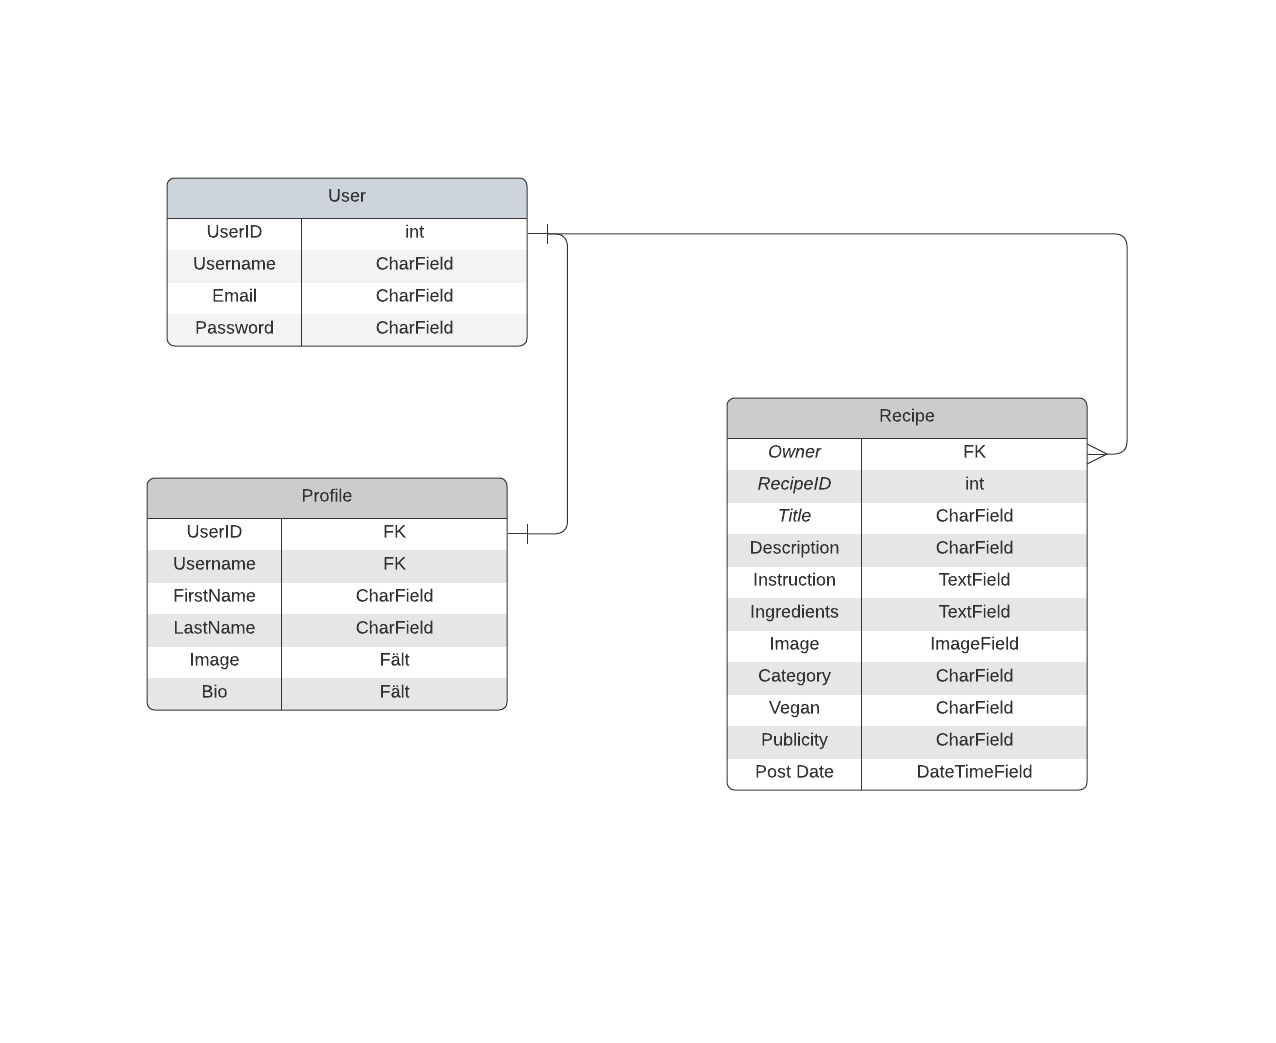 User
UserID int
Username CharField
Email CharField
Password CharField
Profile
UserID FK
Username FK
FirstName CharField
LastName CharField
Image Fält
Bio Fält
Recipe
Owner FK
RecipeID int
Title CharField
Description CharField
Instruction TextField
Ingredients TextField
Image ImageField
Category CharField
Vegan CharField
Publicity CharField
Post Date DateTimeField